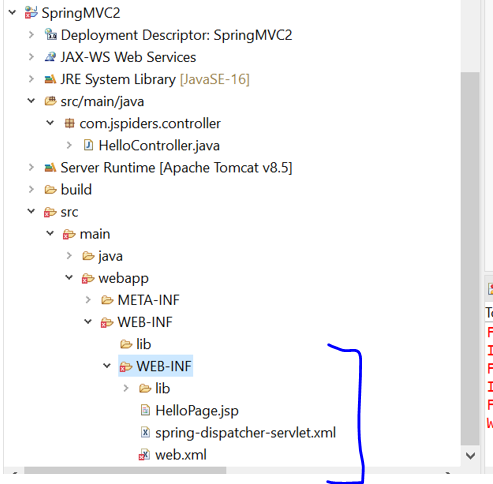 SpringMVC2
Deployment Descriptor: SpringMVC2
JAX-WS Web Services
JRE System Library [JavaSE-16]
src/main/java
com.jspiders.controller
HelloController.java
Server Runtime [Apache Tomcat v8.5]
build
src
main
java
webapp
META-INF
WEB-INF
lib
WEB-INF
lib
HelloPage.jsp
spring-dispatcher-servlet.xml
web.xml